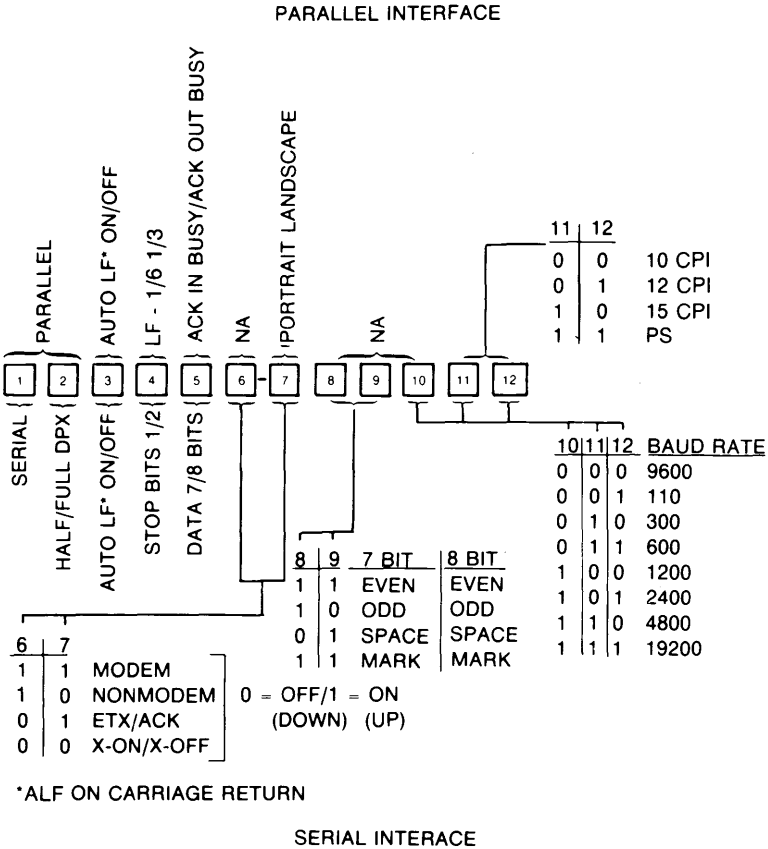 PARALLEL INTERFACE
PARALLEL
AUTO LF* ON/OFF
LF - 1/6 1/3
ACK IN BUSY/ACK OUT BUSY
NA
'PORTRAIT LANDSCAPE
NA
11 12
0 0 10 CPI
0 1 12 CPI
1 0 15 CPI
1 1 PS
1 2 3 4 5 6 - 7 8 9 10 11 12
SERIAL
HALF/FULL DPX
AUTO LF* ON/OFF
STOP BITS 1/2
DATA 7/8 BITS
10 11 12 BAUD RATE
0 0 0 9600
0 0 1 110
0 1 0 300
0 1 1 600
1 0 0 1200
1 0 1 2400
1 1 0 4800
1 1 1 19200
8 9 7 BIT 8 BIT
1 1 EVEN EVEN
1 0 ODD ODD
0 1 SPACE SPACE
1 1 MARK MARK
6 7
1 1 MODEM
1 0 NONMODEM
0 1 ETX/ACK
0 0 X-ON/X-OFF
0 = OFF/1 = ON
(DOWN) (UP)
*ALF ON CARRIAGE RETURN
SERIAL INTERACE